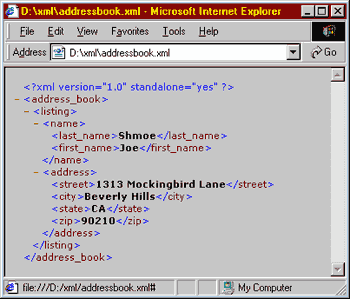 D:\xml\addressbook.xml - Microsoft Internet Explorer
File Edit View Favorites Tools Help
Address D:\xml\addressbook.xml Go
<?xml version="1.0" standalone="yes" ?>
- <address_book>
- <listing>
- <name>
<last_name>Shmoe</last_name>
<first_name>Joe</first_name>
</name>
- <address>
<street>1313 Mockingbird Lane</street>
<city>Beverly Hills</city>
<state>CA</state>
<zip>90210</zip>
</address>
</listing>
</address_book>
file:///D:/xml/addressbook.xml# My Computer